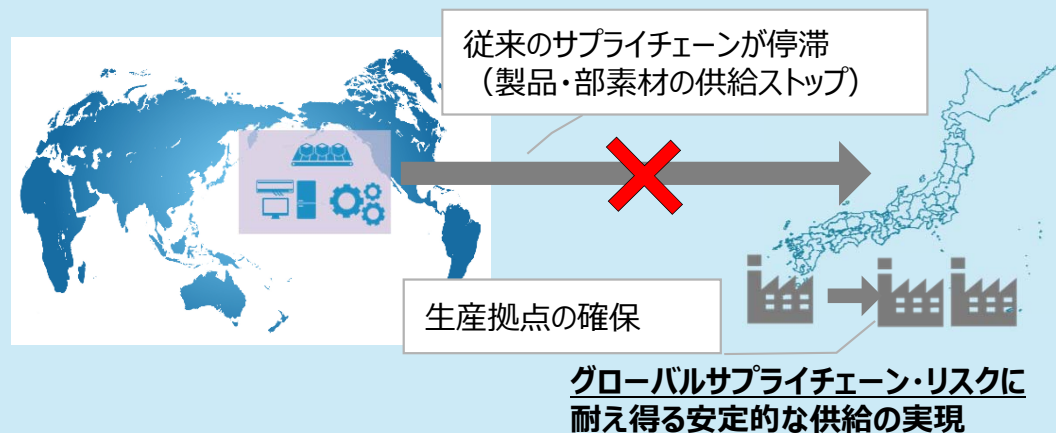 従来のサプライチェーンが停滞
（製品・部素材の供給ストップ）
生産拠点の確保
グローバルサプライチェーン・リスクに
耐え得る安定的な供給の実現